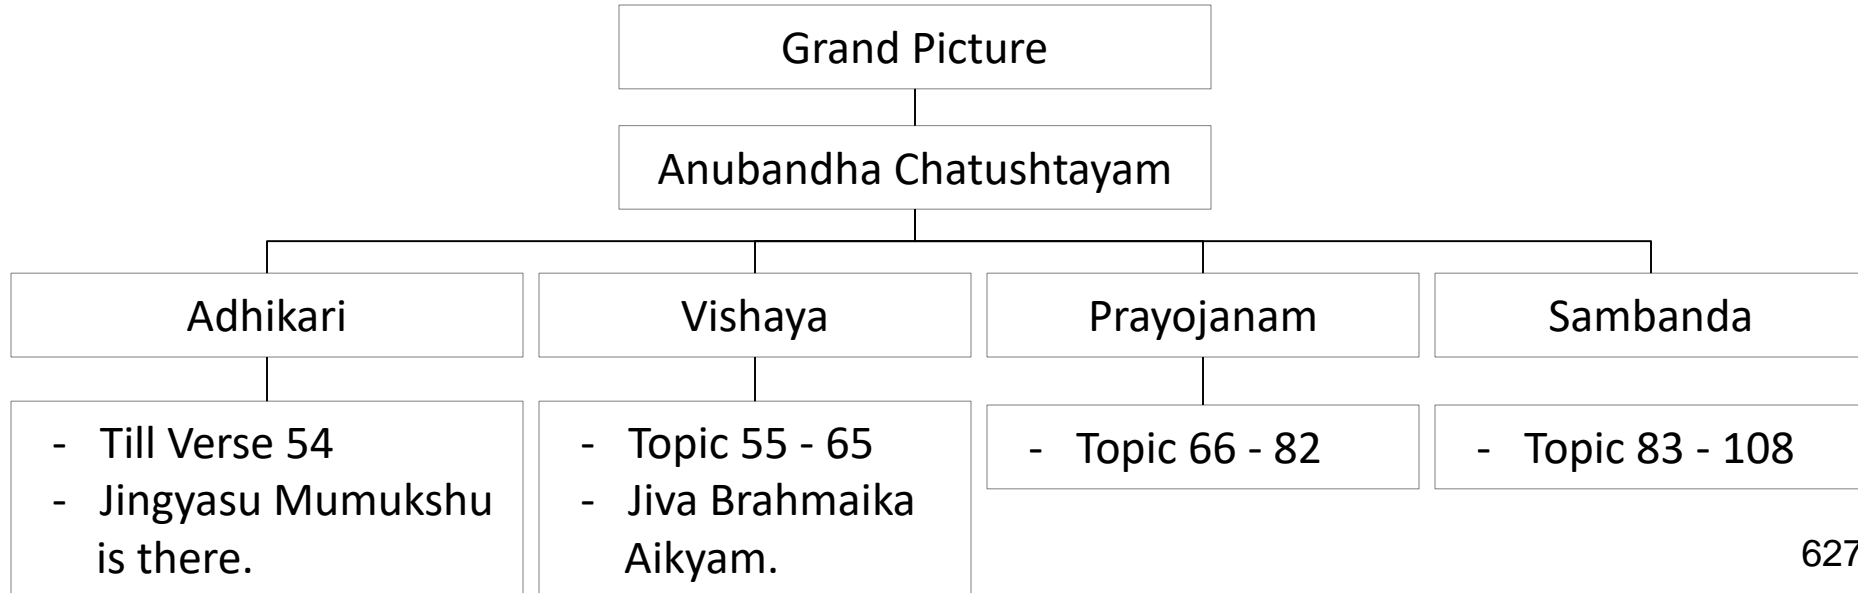 Grand Picture
Anubandha Chatushtayam
Adhikari
Vishaya
Prayojanam
Sambanda
- Till Verse 54
- Jingyasu Mumukshu
is there.
- Topic 55 - 65
- Jiva Brahmaika
Aikyam.
- Topic 66 - 82
- Topic 83 - 108
627